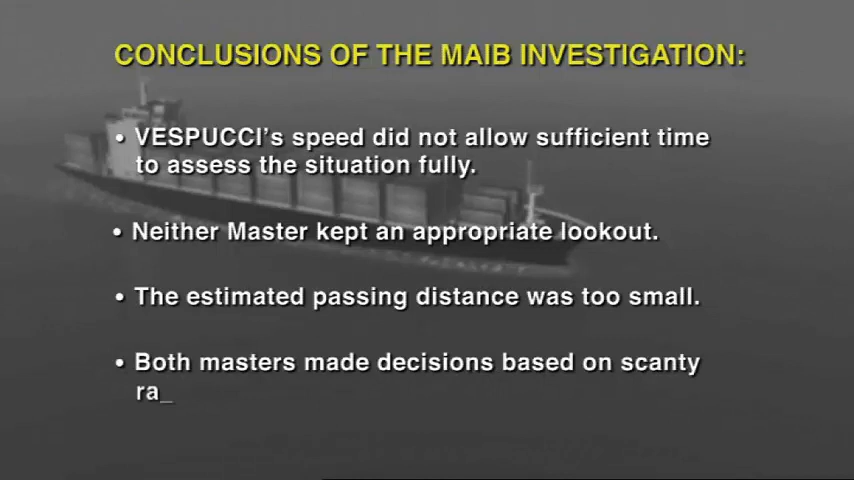 CONCLUSIONS OF THE MAIB INVESTIGATION:
• VESPUCCI's speed did not allow sufficient time
to assess the situation fully.
• Neither Master kept an appropriate lookout.
• The estimated passing distance was too small.
• Both masters made decisions based on scanty
ra_